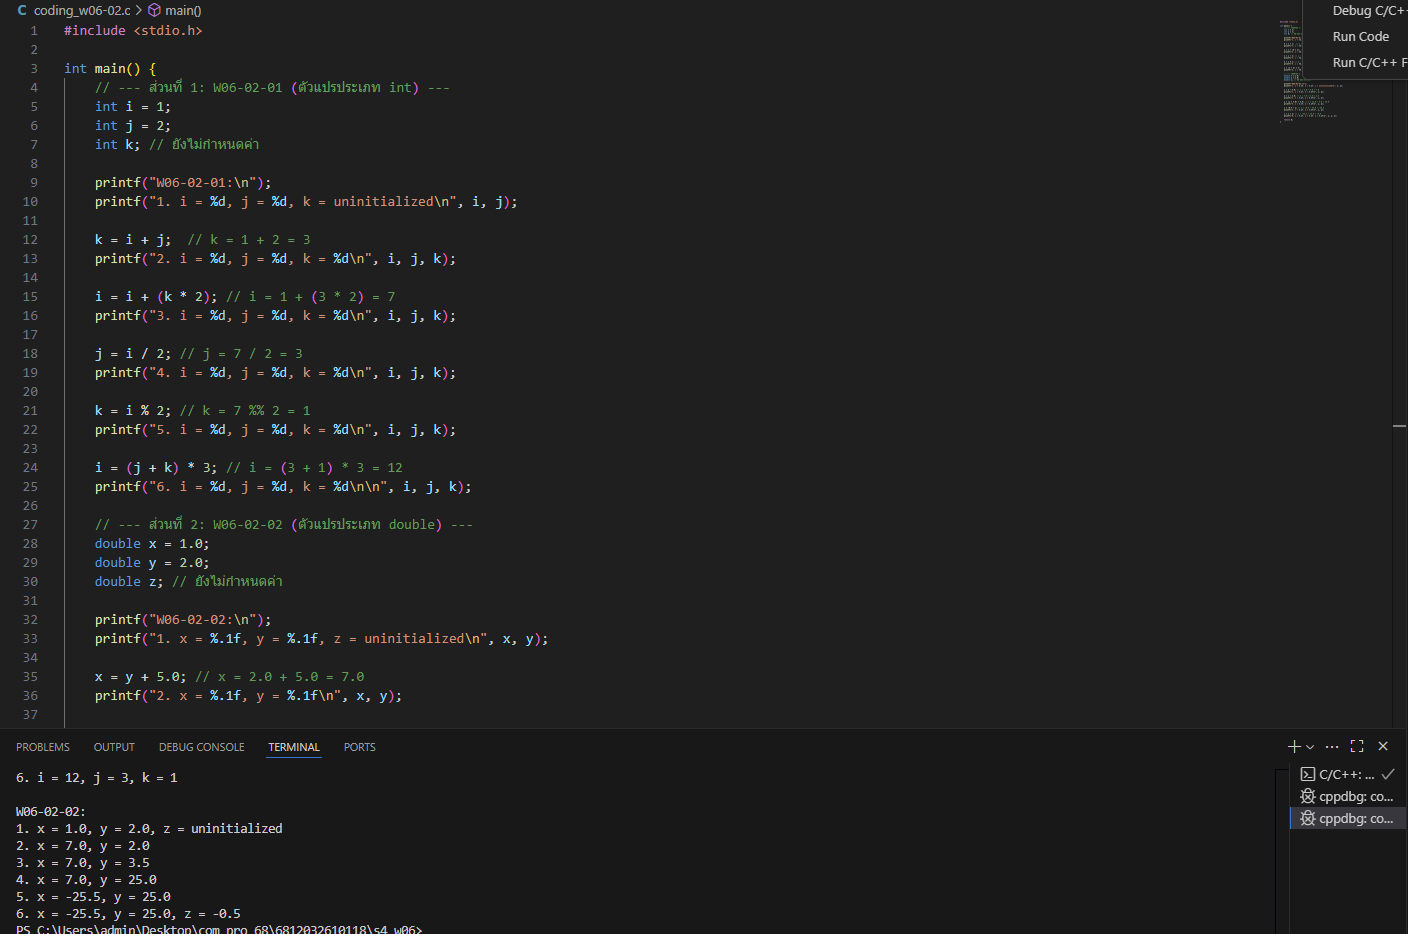 C coding_w06-02.c > main()
Debug C/C+
Run Code
Run C/C++ F
1 #include <stdio.h>
2
3 int main() {
4 // --- ส่วนที่ 1: W06-02-01 (ตัวแปรประเภท int) ---
5 int i = 1;
6 int j = 2;
7 int k; // ยังไม่กำหนดค่า
8
9 printf("W06-02-01:\n");
10 printf("1. i = %d, j = %d, k = uninitialized\n", i, j);
11
12 k = i + j;  // k = 1 + 2 = 3
13 printf("2. i = %d, j = %d, k = %d\n", i, j, k);
14
15 i = i + (k * 2); // i = 1 + (3 * 2) = 7
16 printf("3. i = %d, j = %d, k = %d\n", i, j, k);
17
18 j = i / 2; // j = 7 / 2 = 3
19 printf("4. i = %d, j = %d, k = %d\n", i, j, k);
20
21 k = i % 2; // k = 7 %% 2 = 1
22 printf("5. i = %d, j = %d, k = %d\n", i, j, k);
23
24 i = (j + k) * 3; // i = (3 + 1) * 3 = 12
25 printf("6. i = %d, j = %d, k = %d\n\n", i, j, k);
26
27 // --- ส่วนที่ 2: W06-02-02 (ตัวแปรประเภท double) ---
28 double x = 1.0;
29 double y = 2.0;
30 double z; // ยังไม่กำหนดค่า
31
32 printf("W06-02-02:\n");
33 printf("1. x = %.1f, y = %.1f, z = uninitialized\n", x, y);
34
35 x = y + 5.0; // x = 2.0 + 5.0 = 7.0
36 printf("2. x = %.1f, y = %.1f\n", x, y);
37
PROBLEMS OUTPUT DEBUG CONSOLE TERMINAL PORTS
6. i = 12, j = 3, k = 1
W06-02-02:
1. x = 1.0, y = 2.0, z = uninitialized
2. x = 7.0, y = 2.0
3. x = 7.0, y = 3.5
4. x = 7.0, y = 25.0
5. x = -25.5, y = 25.0
6. x = -25.5, y = 25.0, z = -0.5
PS C:\Users\admin\Desktop\com pro 68\6812032610118\s4 w06>
C/C++: ...
cppdbg: co...
cppdbg: co...